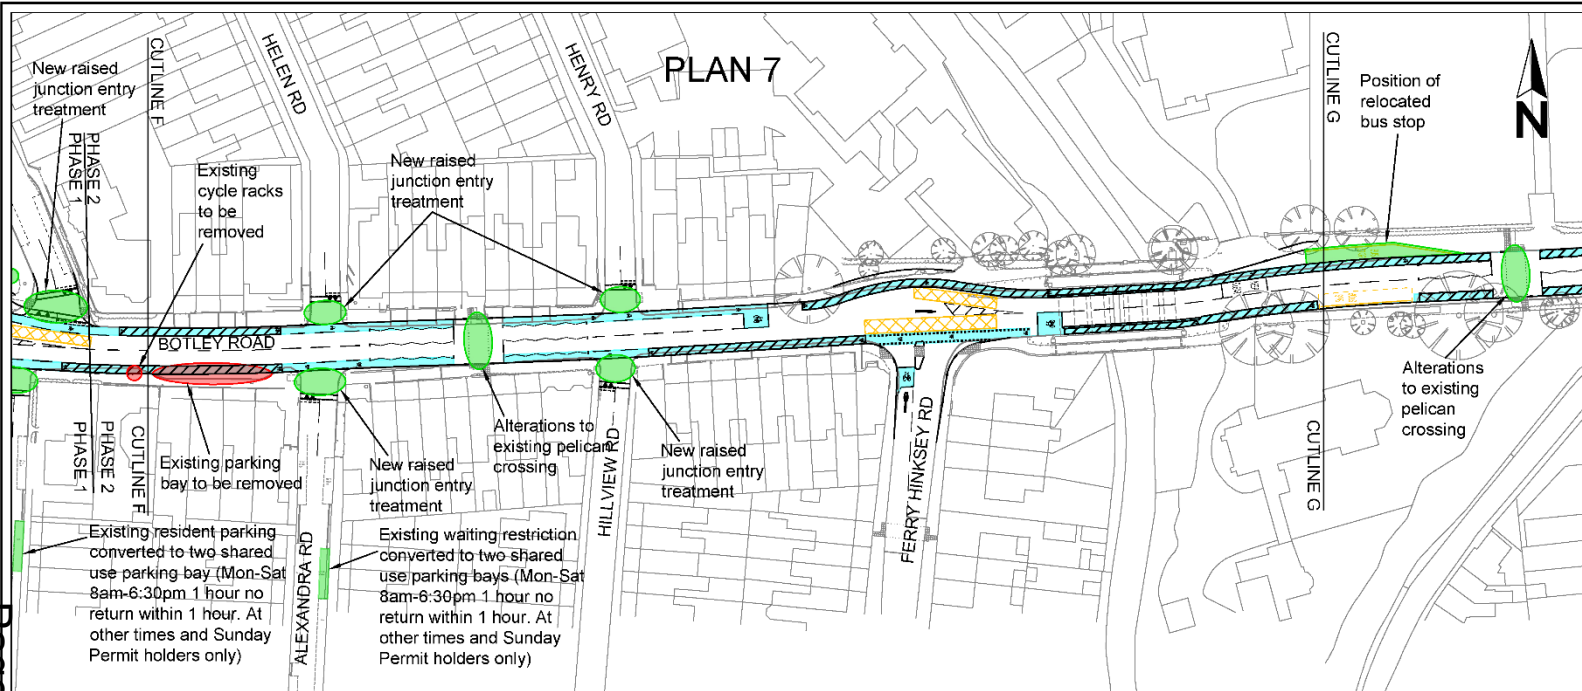 PLAN 7
New raised
junction entry
treatment
CUTLINE F
HELEN RD
HENRY RD
CUTLINE G
Position of
relocated
bus stop
N
PHASE 2
PHASE 1
Existing
cycle racks
to be
removed
New raised
junction entry
treatment
BOTLEY ROAD
Alterations
to existing
pelican
crossing
PHASE 1
PHASE 2
CUTLINE F
Existing parking
bay to be removed
New raised
junction entry
treatment
Alterations to
existing pelican
crossing
HILLVIEW RD
New raised
junction entry
treatment
FERRY HINKSEY RD
CUTLINE G
Existing resident parking
converted to two shared
use parking bay (Mon-Sat
8am-6:30pm 1 hour no
return within 1 hour. At
other times and Sunday
Permit holders only)
ALEXANDRA RD
Existing waiting restriction
converted to two shared
use parking bays (Mon-Sat
8am-6:30pm 1 hour no
return within 1 hour. At
other times and Sunday
Permit holders only)